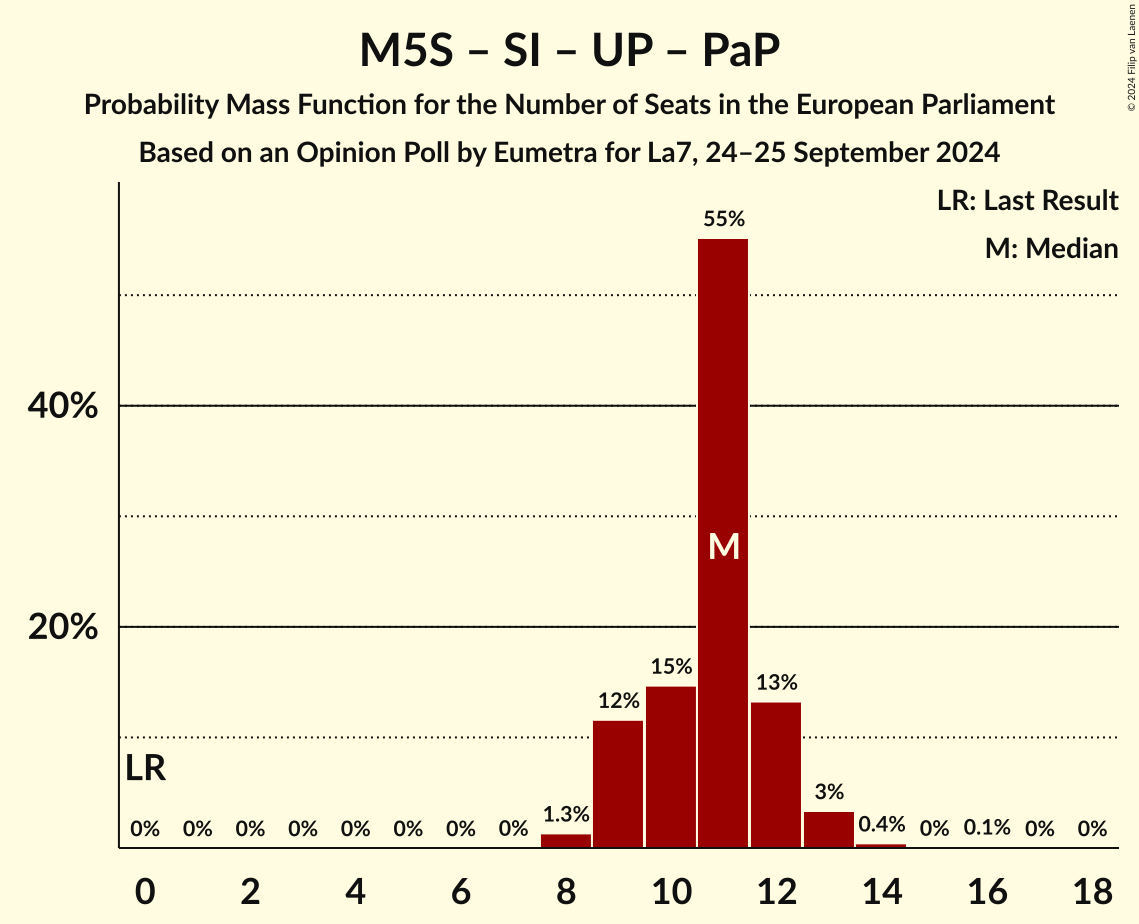 M5S – SI – UP – PaP
Probability Mass Function for the Number of Seats in the European Parliament
Based on an Opinion Poll by Eumetra for La7, 24–25 September 2024
© 2024 Filip van Laenen
LR: Last Result
M: Median
55%
40%
M
20%
15%
13%
12%
LR
3%
0% 0% 0% 0% 0% 0% 0% 0% 1.3% 0.4% 0% 0.1% 0% 0%
0 2 4 6 8 10 12 14 16 18